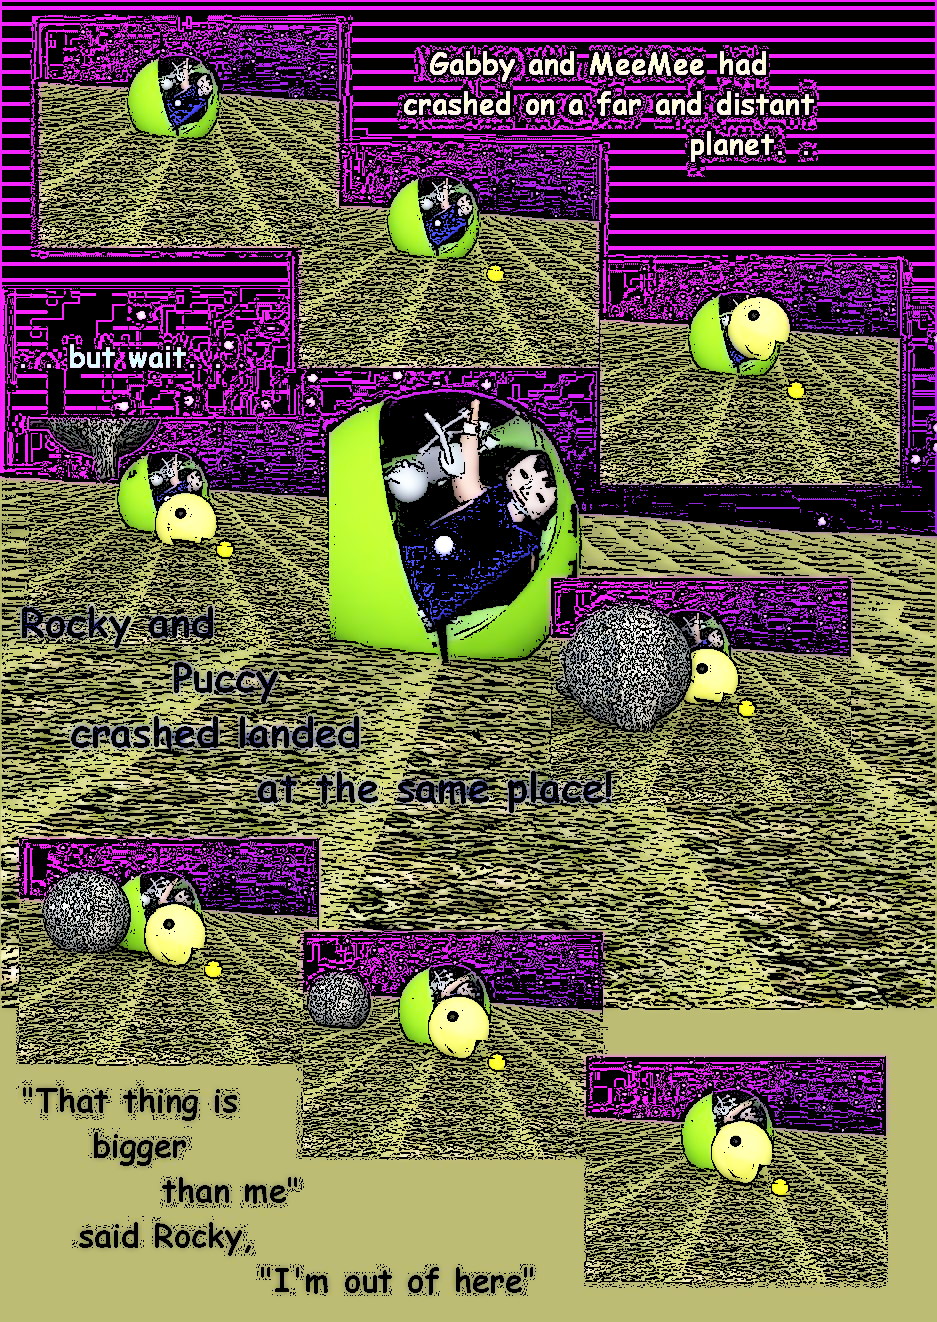 Gabby and MeeMee had
crashed on a far and distant
planet. . .
. . but wait. . .
Rocky and
Puccy
crashed landed
at the same place!
"That thing is
bigger
than me"
said Rocky,
"I'm out of here"